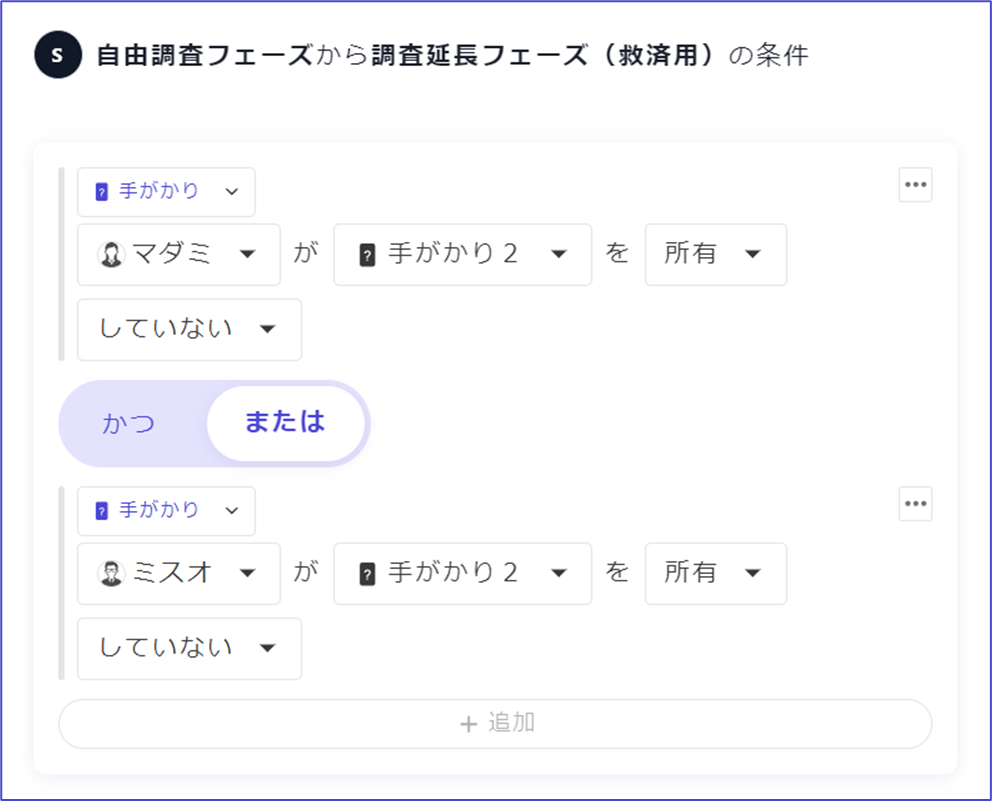 S 自由調査フェーズから調査延長フェーズ（救済用）の条件
? 手がかり
マダミ が ? 手がかり２ を 所有
していない
かつ または
? 手がかり
ミスオ が ? 手がかり２ を 所有
していない
+ 追加